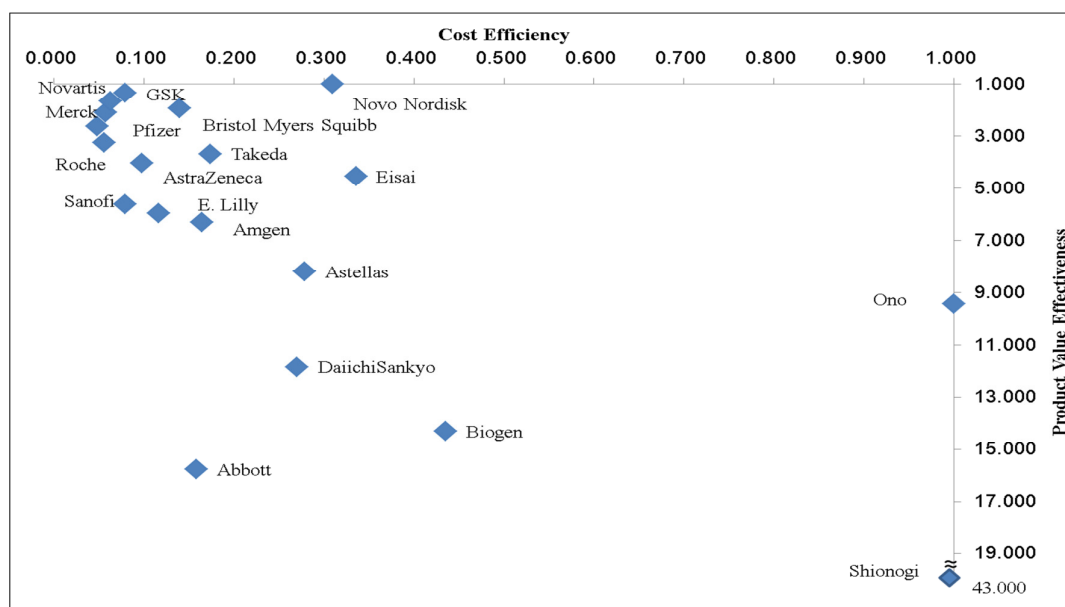 Cost Efficiency
0.000 0.100 0.200 0.300 0.400 0.500 0.600 0.700 0.800 0.900 1.000
1.000
Novartis
GSK
Novo Nordisk
Merck
Pfizer
Bristol Myers Squibb
3.000
Takeda
Roche
AstraZeneca
Eisai
5.000
Sanofi
E. Lilly
Amgen
7.000
Astellas
9.000
Ono
11.000
DaiichiSankyo
13.000
Biogen
15.000
Abbott
17.000
19.000
Shionogi
≈
43.000
Product Value Effectiveness